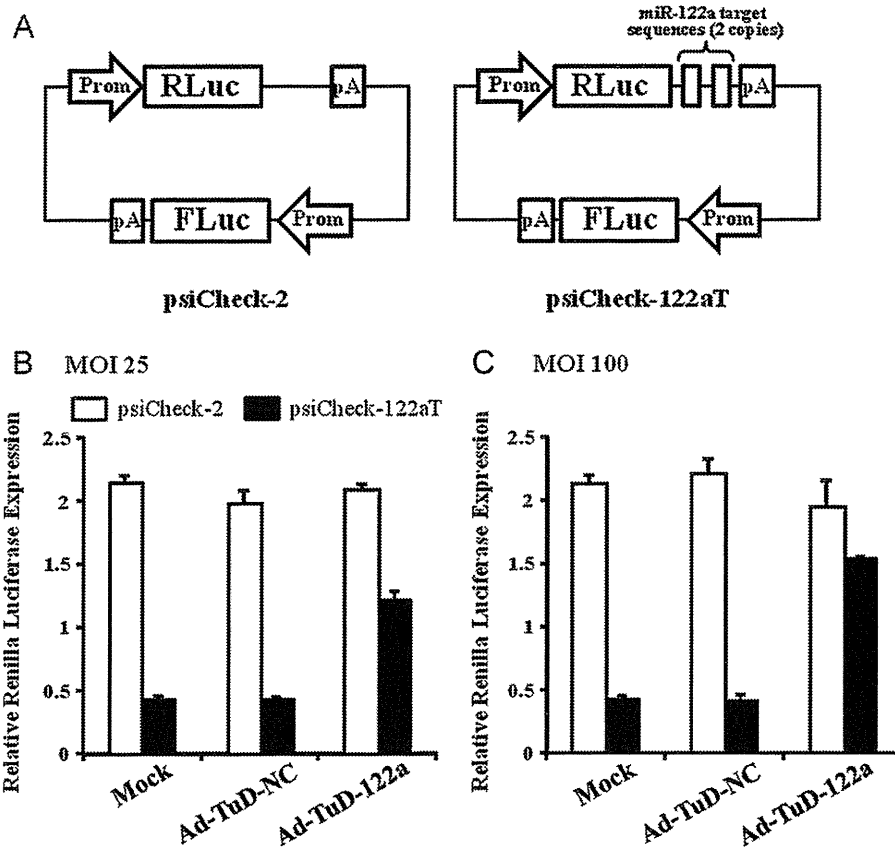 A
miR-122a target
sequences (2 copies)
Prom RLuc pA
Prom RLuc pA
pA FLuc Prom
pA FLuc Prom
psiCheck-2
psiCheck-122aT
B MOI 25
psiCheck-2 psiCheck-122aT
Relative Renilla Luciferase Expression
2.5
2
1.5
1
0.5
0
Mock
Ad-TuD-NC
Ad-TuD-122a
C MOI 100
Relative Renilla Luciferase Expression
2.5
2
1.5
1
0.5
0
Mock
Ad-TuD-NC
Ad-TuD-122a